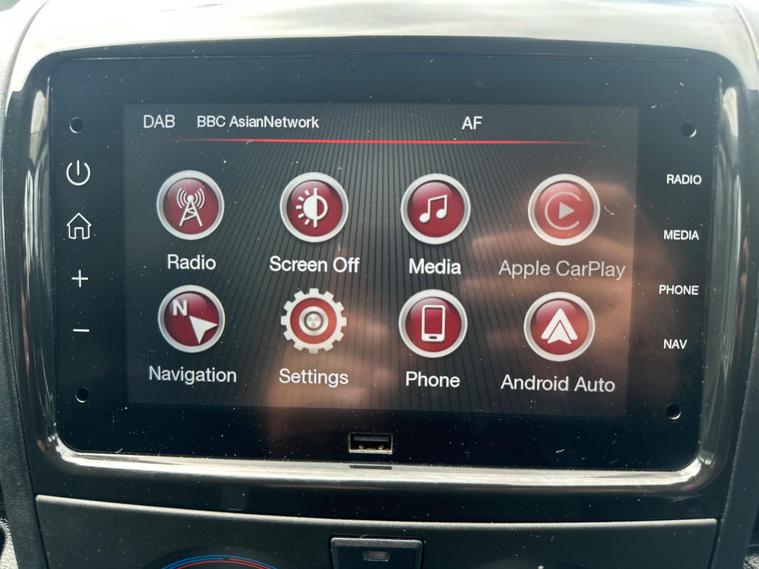 DAB BBC AsianNetwork AF
RADIO
MEDIA
PHONE
NAV
Radio Screen Off Media Apple CarPlay
N
Navigation Settings Phone Android Auto